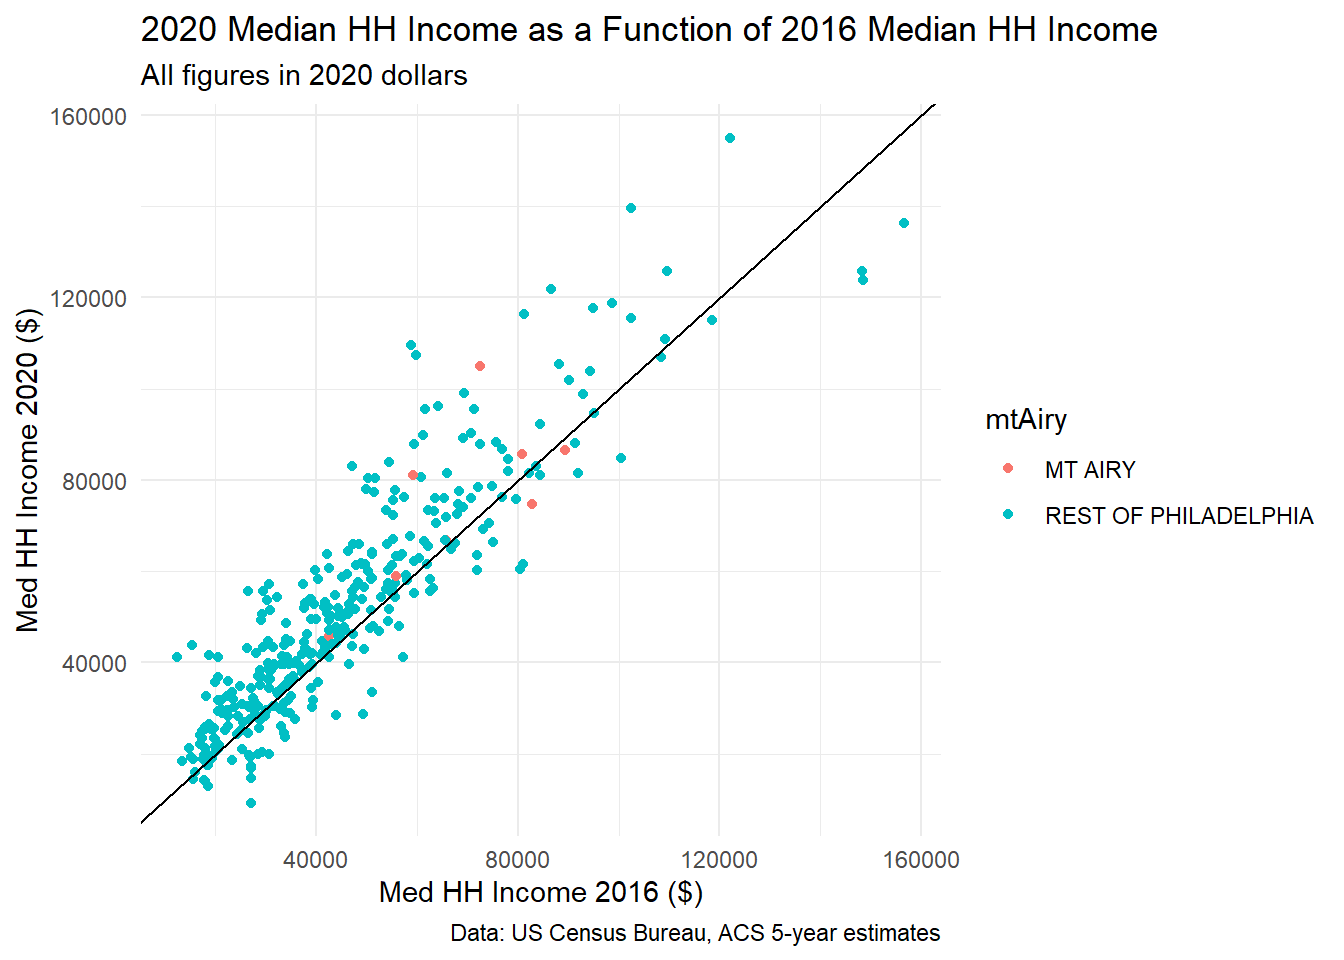 2020 Median HH Income as a Function of 2016 Median HH Income
All figures in 2020 dollars
160000
120000
80000
40000
Med HH Income 2020 ($)
40000 80000 120000 160000
Med HH Income 2016 ($)
mtAiry
MT AIRY
REST OF PHILADELPHIA
Data: US Census Bureau, ACS 5-year estimates